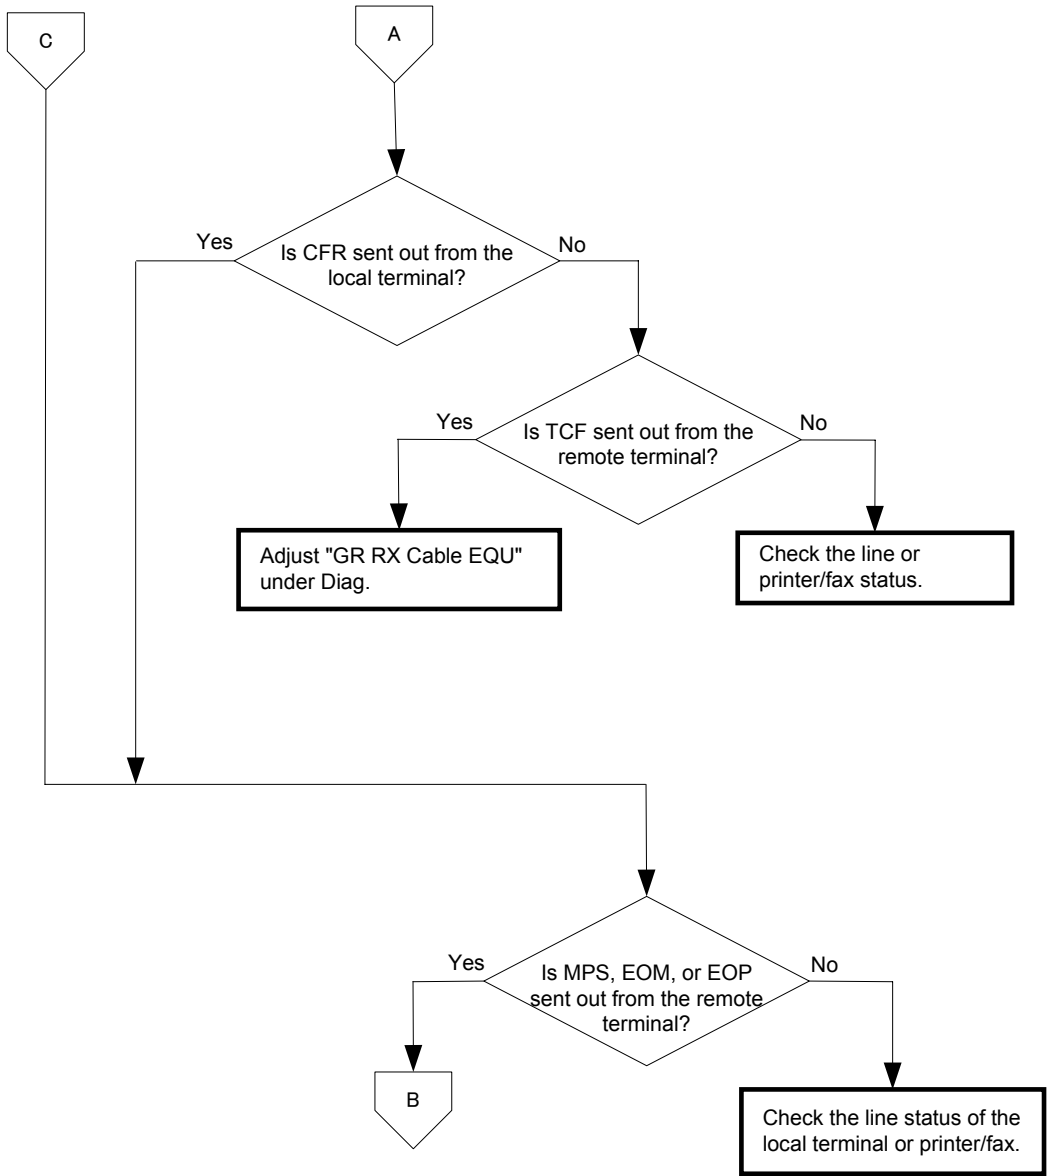 C
A
Yes
No
Is CFR sent out from the
local terminal?
Yes
No
Is TCF sent out from the
remote terminal?
Adjust "GR RX Cable EQU"
under Diag.
Check the line or
printer/fax status.
Yes
No
Is MPS, EOM, or EOP
sent out from the remote
terminal?
B
Check the line status of the
local terminal or printer/fax.